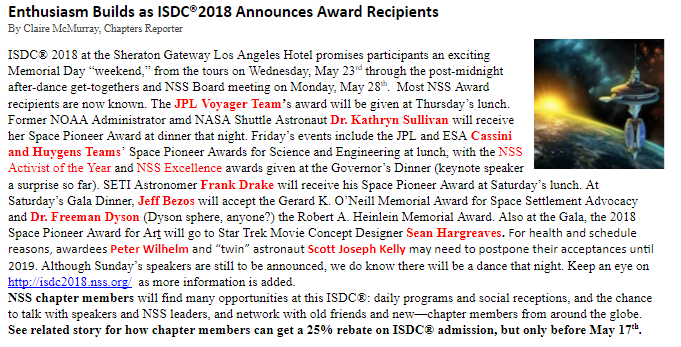 Enthusiasm Builds as ISDC®2018 Announces Award Recipients
By Claire McMurray, Chapters Reporter
ISDC® 2018 at the Sheraton Gateway Los Angeles Hotel promises participants an exciting
Memorial Day “weekend,” from the tours on Wednesday, May 23rd through the post-midnight
after-dance get-togethers and NSS Board meeting on Monday, May 28th.  Most NSS Award
recipients are now known. The JPL Voyager Team’s award will be given at Thursday’s lunch.
Former NOAA Administrator amd NASA Shuttle Astronaut Dr. Kathryn Sullivan will receive
her Space Pioneer Award at dinner that night. Friday’s events include the JPL and ESA Cassini
and Huygens Teams’ Space Pioneer Awards for Science and Engineering at lunch, with the NSS
Activist of the Year and NSS Excellence awards given at the Governor’s Dinner (keynote speaker
a surprise so far). SETI Astronomer Frank Drake will receive his Space Pioneer Award at Saturday’s lunch. At
Saturday’s Gala Dinner, Jeff Bezos will accept the Gerard K. O’Neill Memorial Award for Space Settlement Advocacy
and Dr. Freeman Dyson (Dyson sphere, anyone?) the Robert A. Heinlein Memorial Award. Also at the Gala, the 2018
Space Pioneer Award for Art will go to Star Trek Movie Concept Designer Sean Hargreaves. For health and schedule
reasons, awardees Peter Wilhelm and “twin” astronaut Scott Joseph Kelly may need to postpone their acceptances until
2019. Although Sunday’s speakers are still to be announced, we do know there will be a dance that night. Keep an eye on
http://isdc2018.nss.org/  as more information is added.
NSS chapter members will find many opportunities at this ISDC®: daily programs and social receptions, and the chance
to talk with speakers and NSS leaders, and network with old friends and new—chapter members from around the globe.
See related story for how chapter members can get a 25% rebate on ISDC® admission, but only before May 17th.